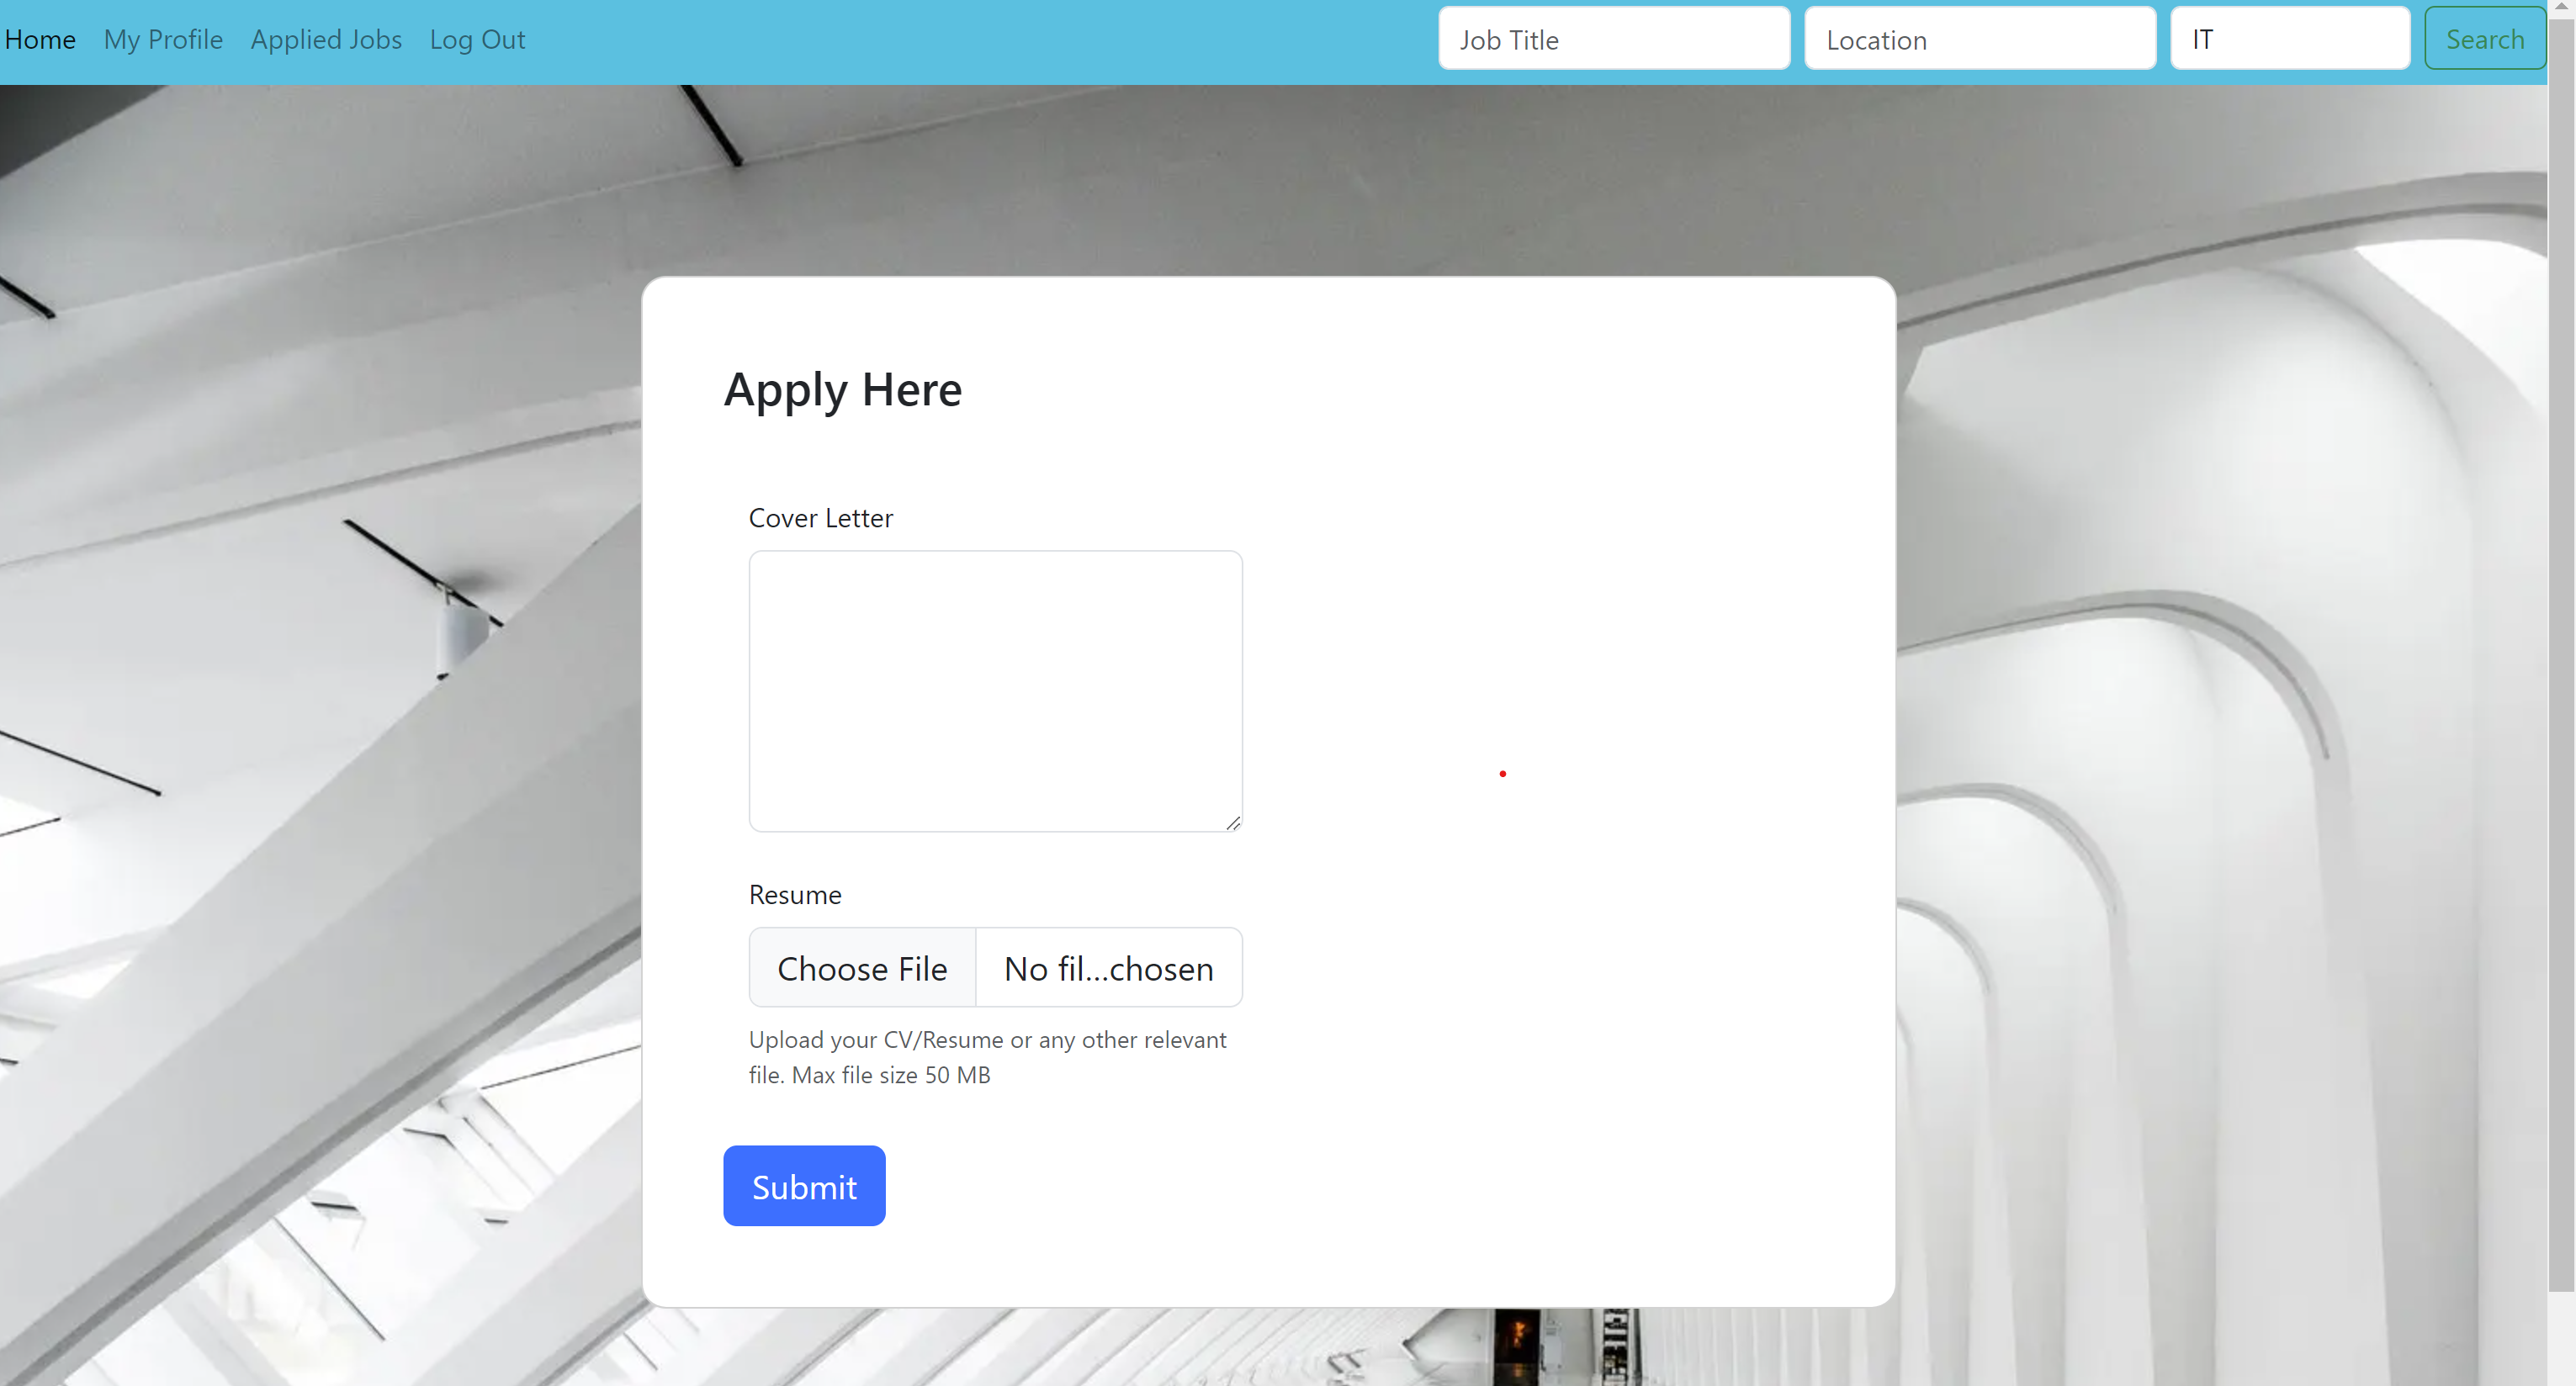 Home My Profile Applied Jobs Log Out Job Title Location IT Search
Apply Here
Cover Letter
Resume
Choose File No fil...chosen
Upload your CV/Resume or any other relevant
file. Max file size 50 MB
Submit